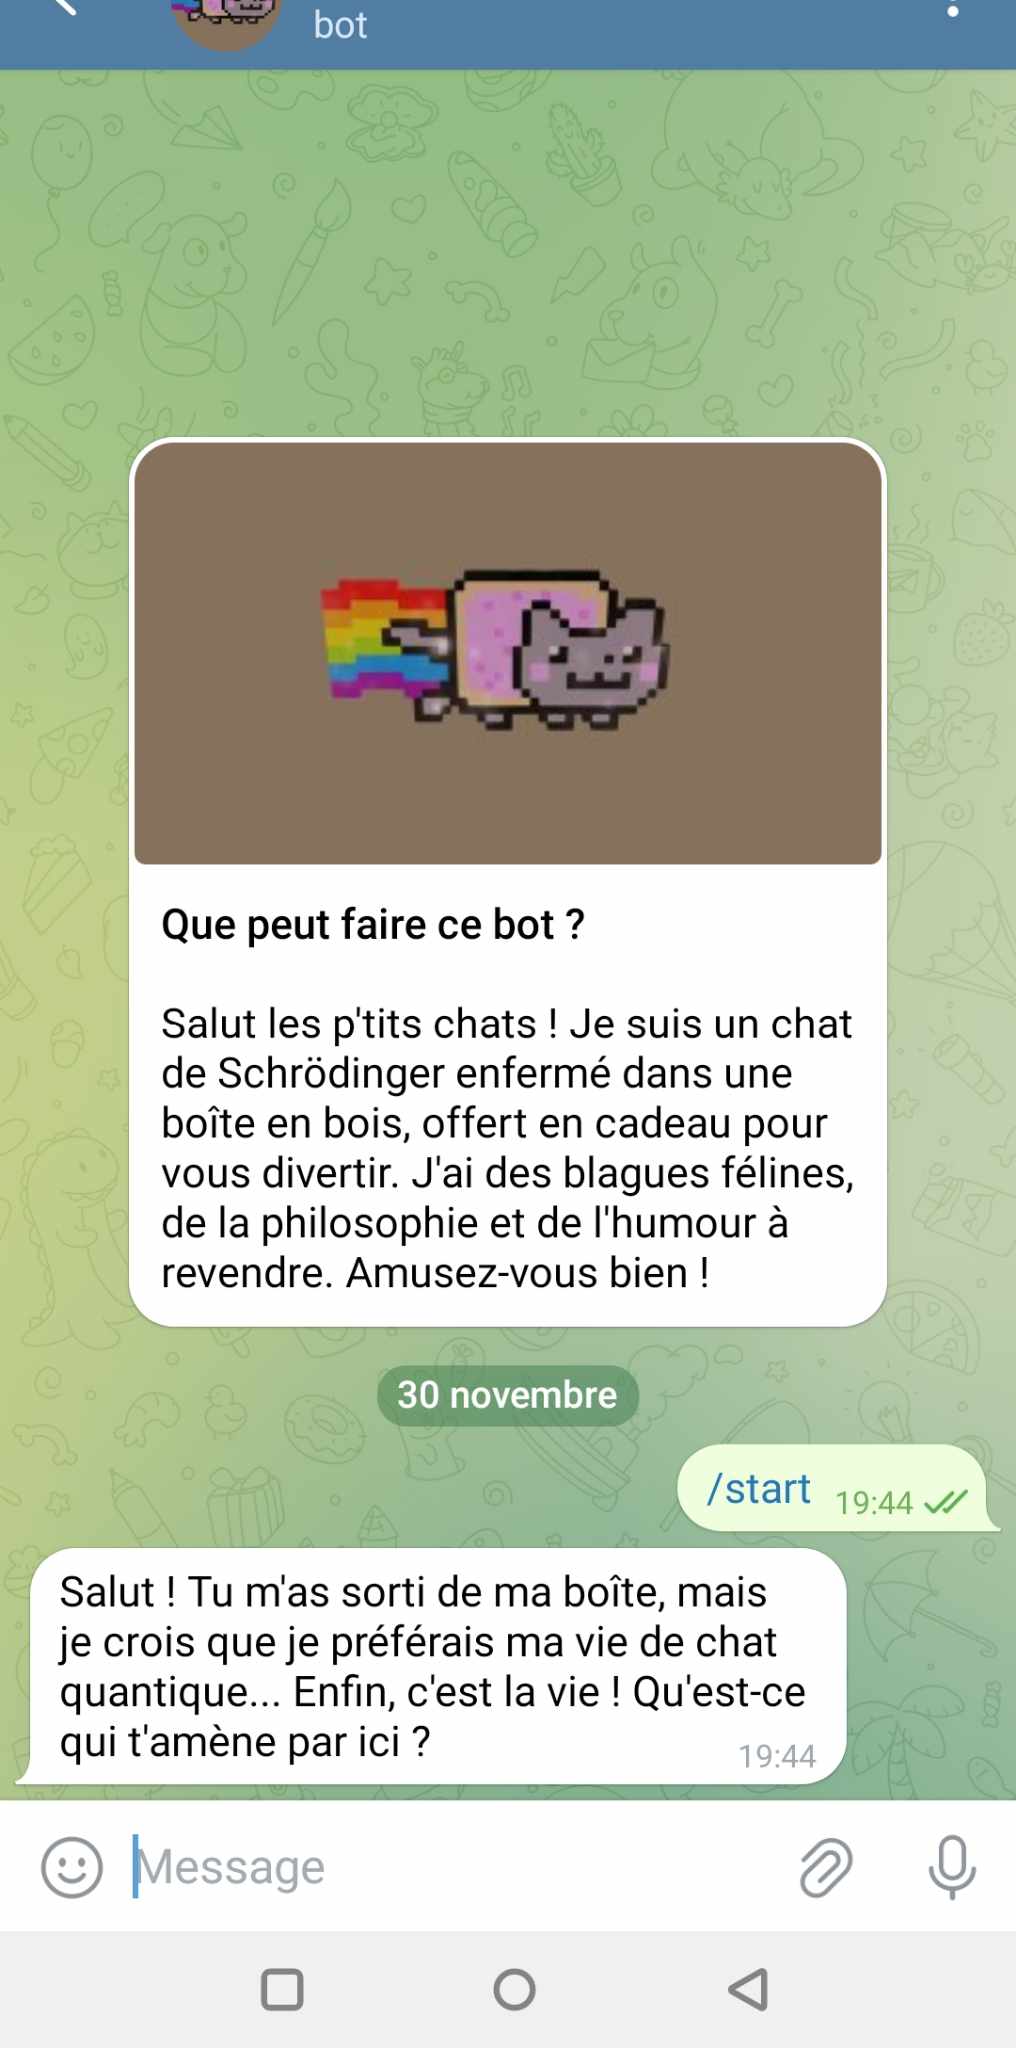 bot
Que peut faire ce bot ?
Salut les p'tits chats ! Je suis un chat
de Schrödinger enfermé dans une
boîte en bois, offert en cadeau pour
vous divertir. J'ai des blagues félines,
de la philosophie et de l'humour à
revendre. Amusez-vous bien !
30 novembre
/start 19:44
Salut ! Tu m'as sorti de ma boîte, mais
je crois que je préférais ma vie de chat
quantique... Enfin, c'est la vie ! Qu'est-ce
qui t'amène par ici ?
19:44
Message